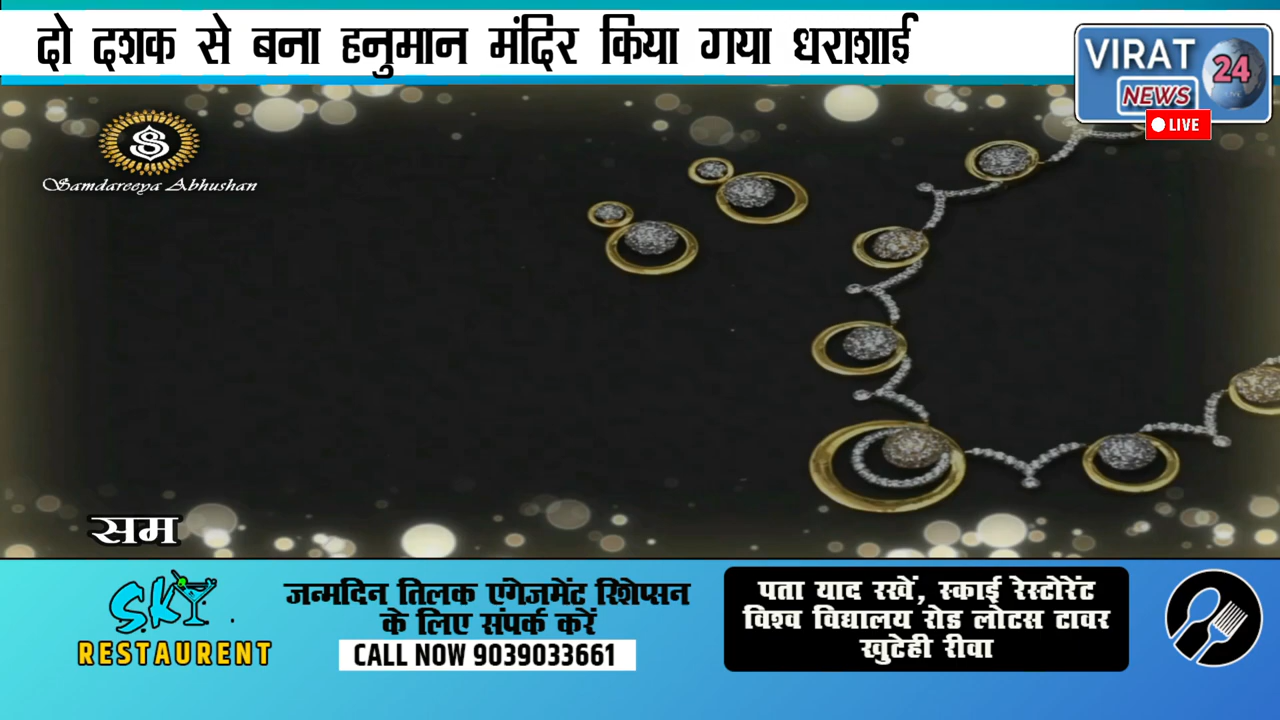 दो दशक से बना हनुमान मंदिर किया गया धराशाई
VIRAT
24
NEWS
LIVE
S
Samdareeya Abhushan
सम
SKY
RESTAURENT
जन्मदिन तिलक एंगेजमेंट रिशेप्सन
के लिए संपर्क करें
CALL NOW 9039033661
पता याद रखें, स्काई रेस्टोरेंट
विश्व विद्यालय रोड लोटस टावर
खुटेही रीवा